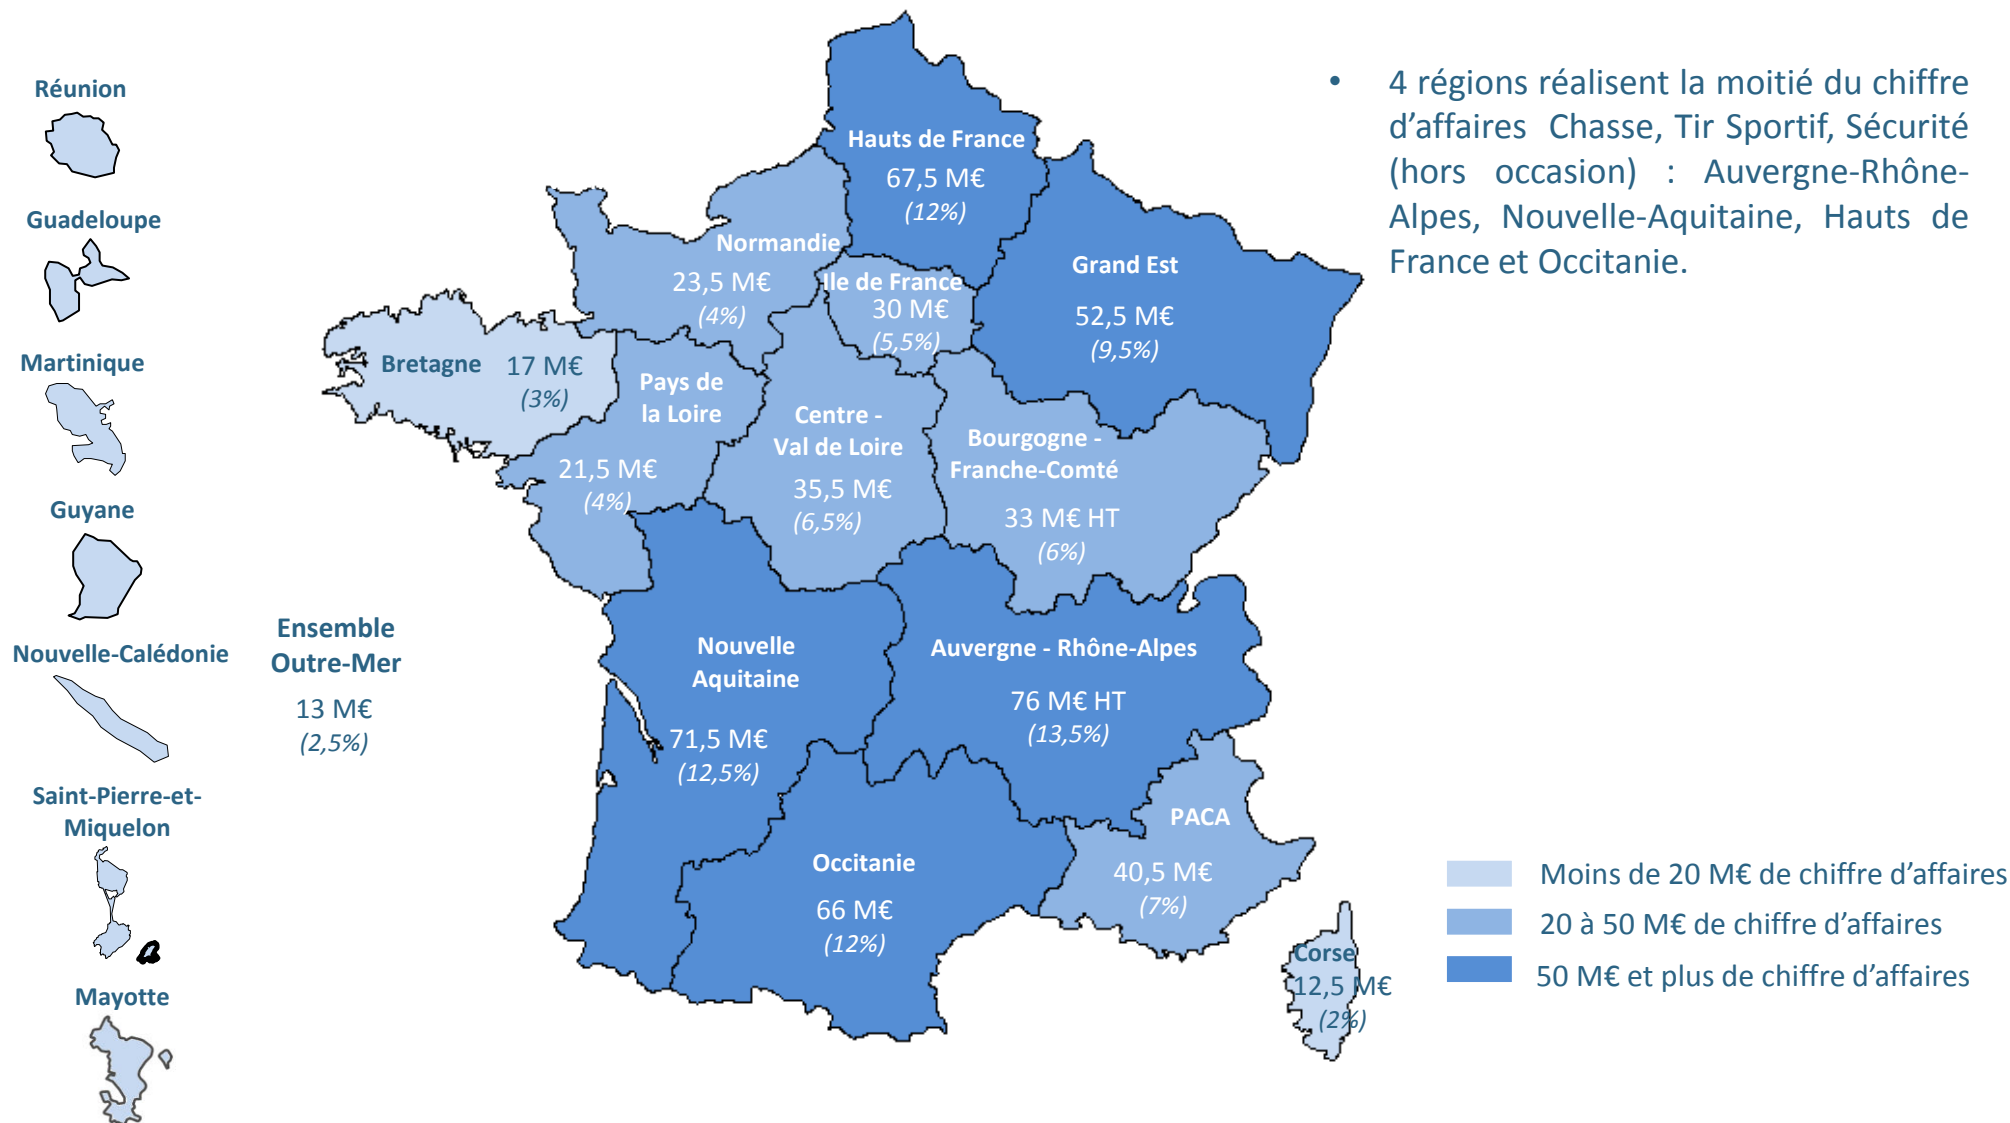 Réunion
Guadeloupe
Martinique
Guyane
Nouvelle-Calédonie
Saint-Pierre-et-
Miquelon
Mayotte
Ensemble
Outre-Mer
13 M€
(2,5%)
Hauts de France
67,5 M€
(12%)
Normandie
23,5 M€
(4%)
Ile de France
30 M€
(5,5%)
Grand Est
52,5 M€
(9,5%)
Bretagne
17 M€
(3%)
Pays de
la Loire
21,5 M€
(4%)
Centre -
Val de Loire
35,5 M€
(6,5%)
Bourgogne -
Franche-Comté
33 M€ HT
(6%)
Nouvelle
Aquitaine
71,5 M€
(12,5%)
Auvergne - Rhône-Alpes
76 M€ HT
(13,5%)
Occitanie
66 M€
(12%)
PACA
40,5 M€
(7%)
Corse
12,5 M€
(2%)
• 4 régions réalisent la moitié du chiffre
d’affaires Chasse, Tir Sportif, Sécurité
(hors occasion) : Auvergne-Rhône-
Alpes, Nouvelle-Aquitaine, Hauts de
France et Occitanie.
Moins de 20 M€ de chiffre d’affaires
20 à 50 M€ de chiffre d’affaires
50 M€ et plus de chiffre d’affaires